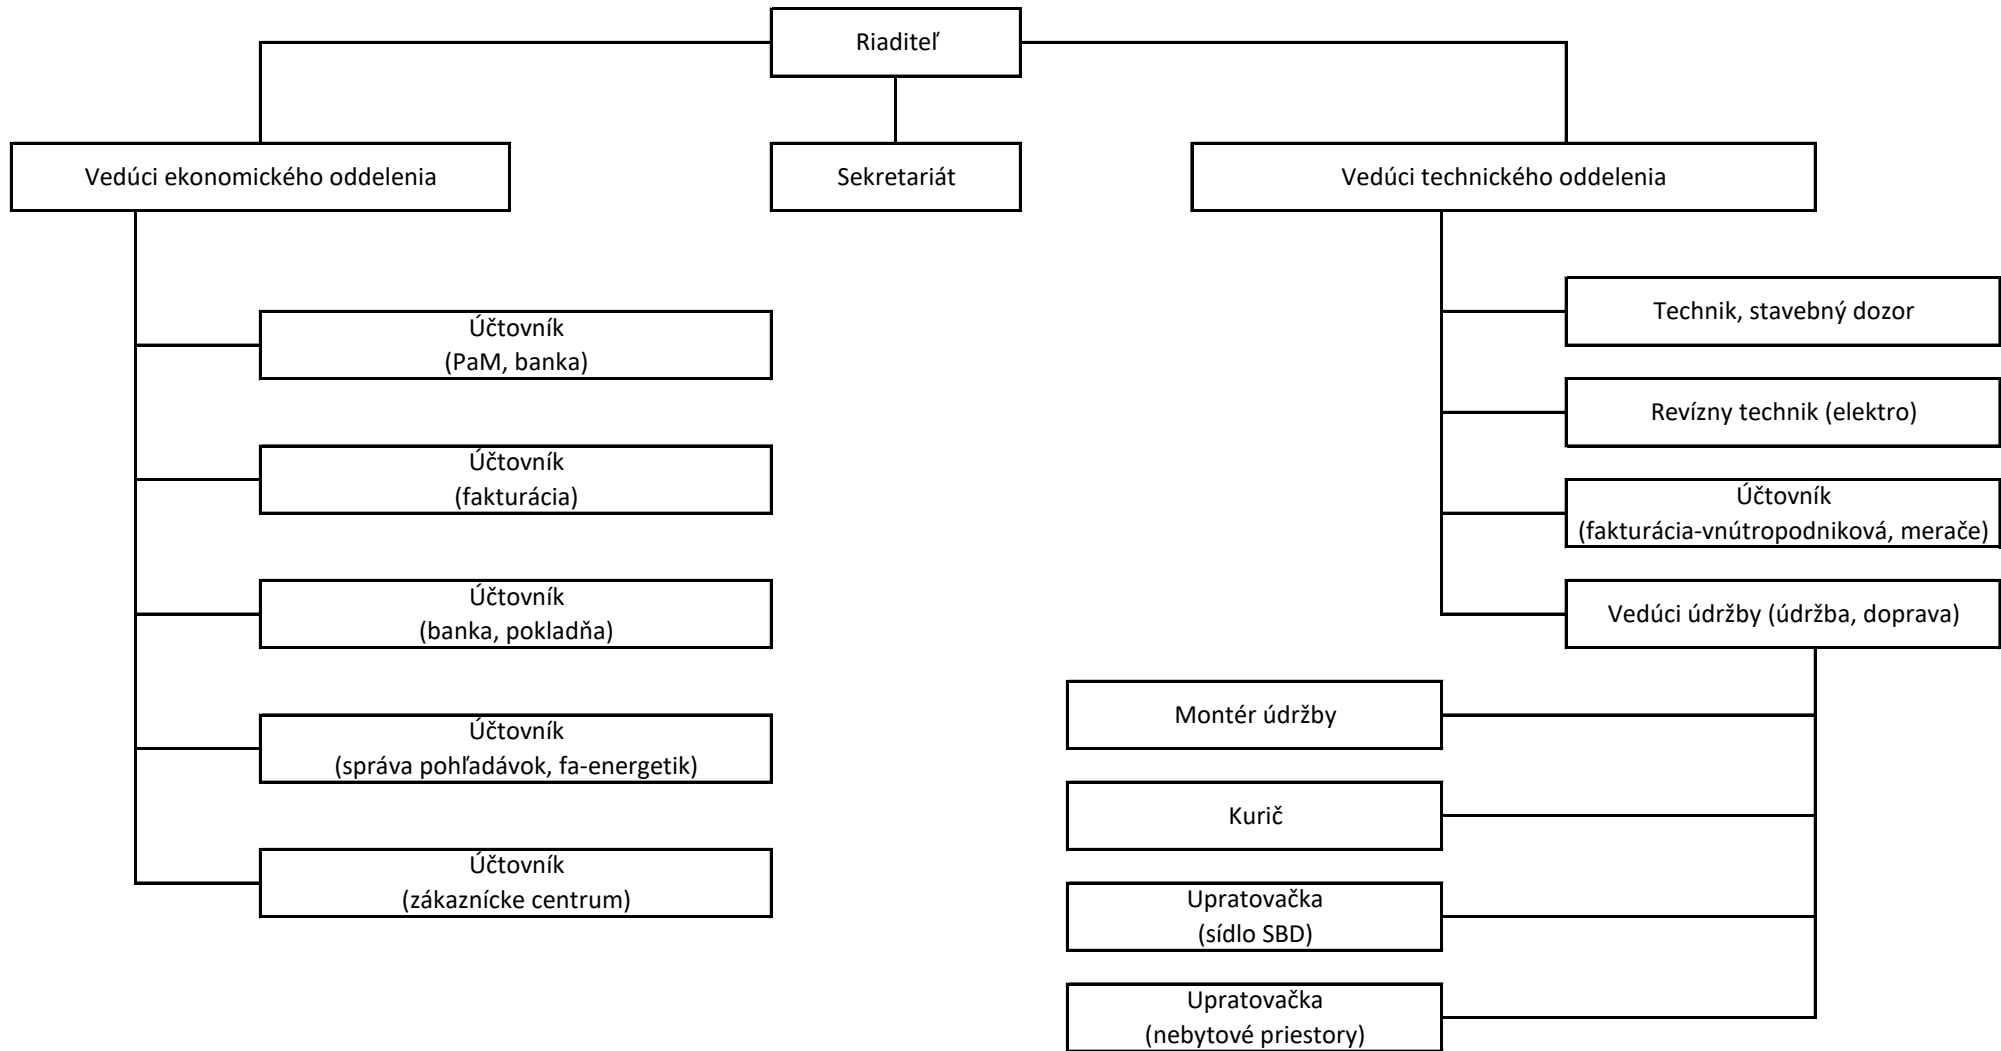 Riaditeľ
Vedúci ekonomického oddelenia
Sekretariát
Vedúci technického oddelenia
Účtovník
(PaM, banka)
Účtovník
(fakturácia)
Účtovník
(banka, pokladňa)
Účtovník
(správa pohľadávok, fa-energetik)
Účtovník
(zákaznícke centrum)
Technik, stavebný dozor
Revízny technik (elektro)
Účtovník
(fakturácia-vnútropodniková, merače)
Vedúci údržby (údržba, doprava)
Montér údržby
Kurič
Upratovačka
(sídlo SBD)
Upratovačka
(nebytové priestory)